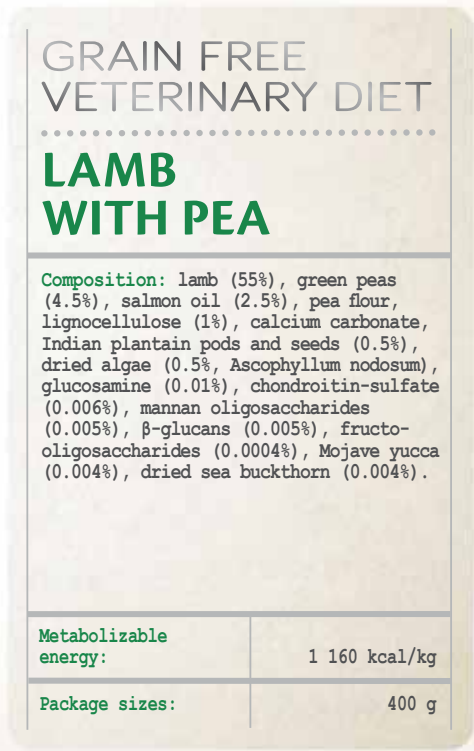 GRAIN FREE
VETERINARY DIET
LAMB
WITH PEA
Composition: lamb (55%), green peas
(4.5%), salmon oil (2.5%), pea flour,
lignocellulose (1%), calcium carbonate,
Indian plantain pods and seeds (0.5%),
dried algae (0.5%, Ascophyllum nodosum),
glucosamine (0.01%), chondroitin-sulfate
(0.006%), mannan oligosaccharides
(0.005%), β-glucans (0.005%), fructo-
oligosaccharides (0.0004%), Mojave yucca
(0.004%), dried sea buckthorn (0.004%).
Metabolizable
energy:
1 160 kcal/kg
Package sizes:
400 g